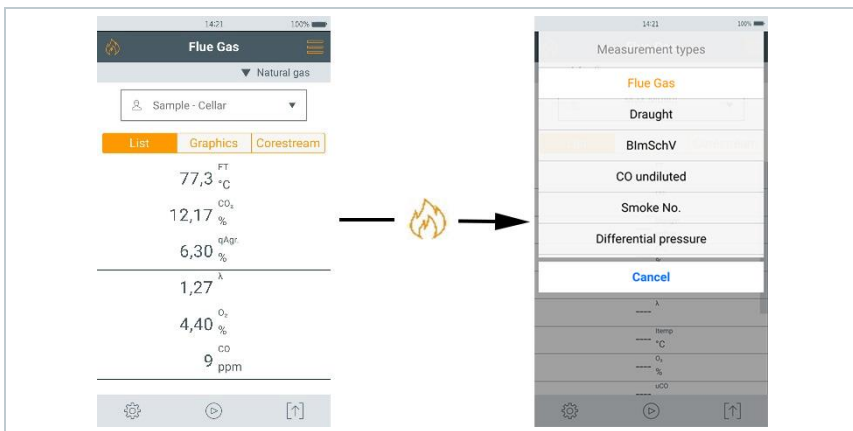 14:21 100%
Flue Gas
▼ Natural gas
Sample - Cellar ▼
List Graphics Corestream
77,3 FT °C
12,17 CO₂ %
6,30 qAgr. %
1,27 λ
4,40 O₂ %
9 CO ppm
14:21 100%
Measurement types
Flue Gas
Draught
BImSchV
CO undiluted
Smoke No.
Differential pressure
Cancel
---- λ
---- Itemp °C
---- O₂ %
---- uCO